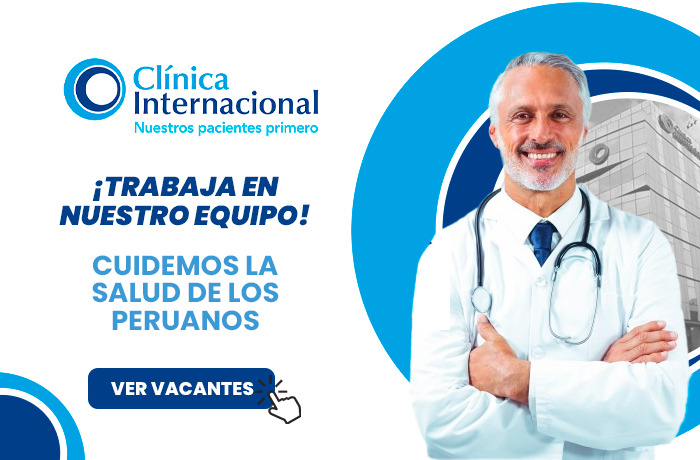 Clínica
Internacional
Nuestros pacientes primero
¡TRABAJA EN
NUESTRO EQUIPO!
CUIDEMOS LA
SALUD DE LOS
PERUANOS
VER VACANTES